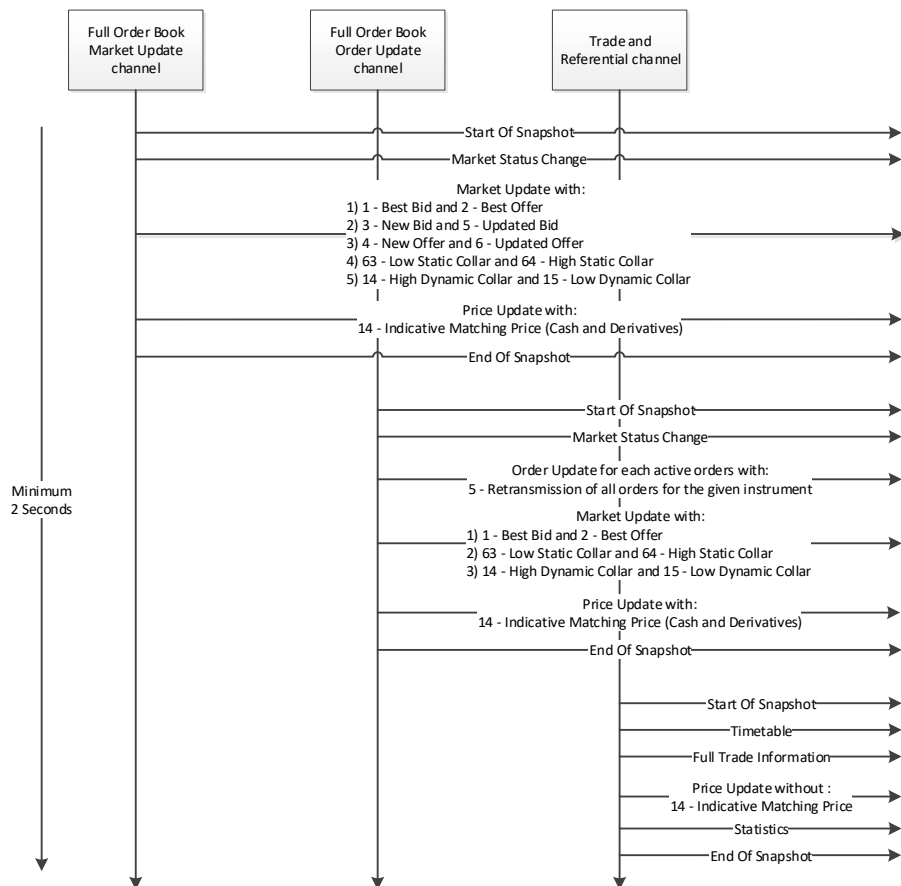 Full Order Book
Market Update
channel
Full Order Book
Order Update
channel
Trade and
Referential channel
Start Of Snapshot
Market Status Change
Market Update with:
1) 1 - Best Bid and 2 - Best Offer
2) 3 - New Bid and 5 - Updated Bid
3) 4 - New Offer and 6 - Updated Offer
4) 63 - Low Static Collar and 64 - High Static Collar
5) 14 - High Dynamic Collar and 15 - Low Dynamic Collar
Price Update with:
14 - Indicative Matching Price (Cash and Derivatives)
End Of Snapshot
Start Of Snapshot
Market Status Change
Order Update for each active orders with:
5 - Retransmission of all orders for the given instrument
Minimum
2 Seconds
Market Update with:
1) 1 - Best Bid and 2 - Best Offer
2) 63 - Low Static Collar and 64 - High Static Collar
3) 14 - High Dynamic Collar and 15 - Low Dynamic Collar
Price Update with:
14 - Indicative Matching Price (Cash and Derivatives)
End Of Snapshot
Start Of Snapshot
Timetable
Full Trade Information
Price Update without :
14 - Indicative Matching Price
Statistics
End Of Snapshot